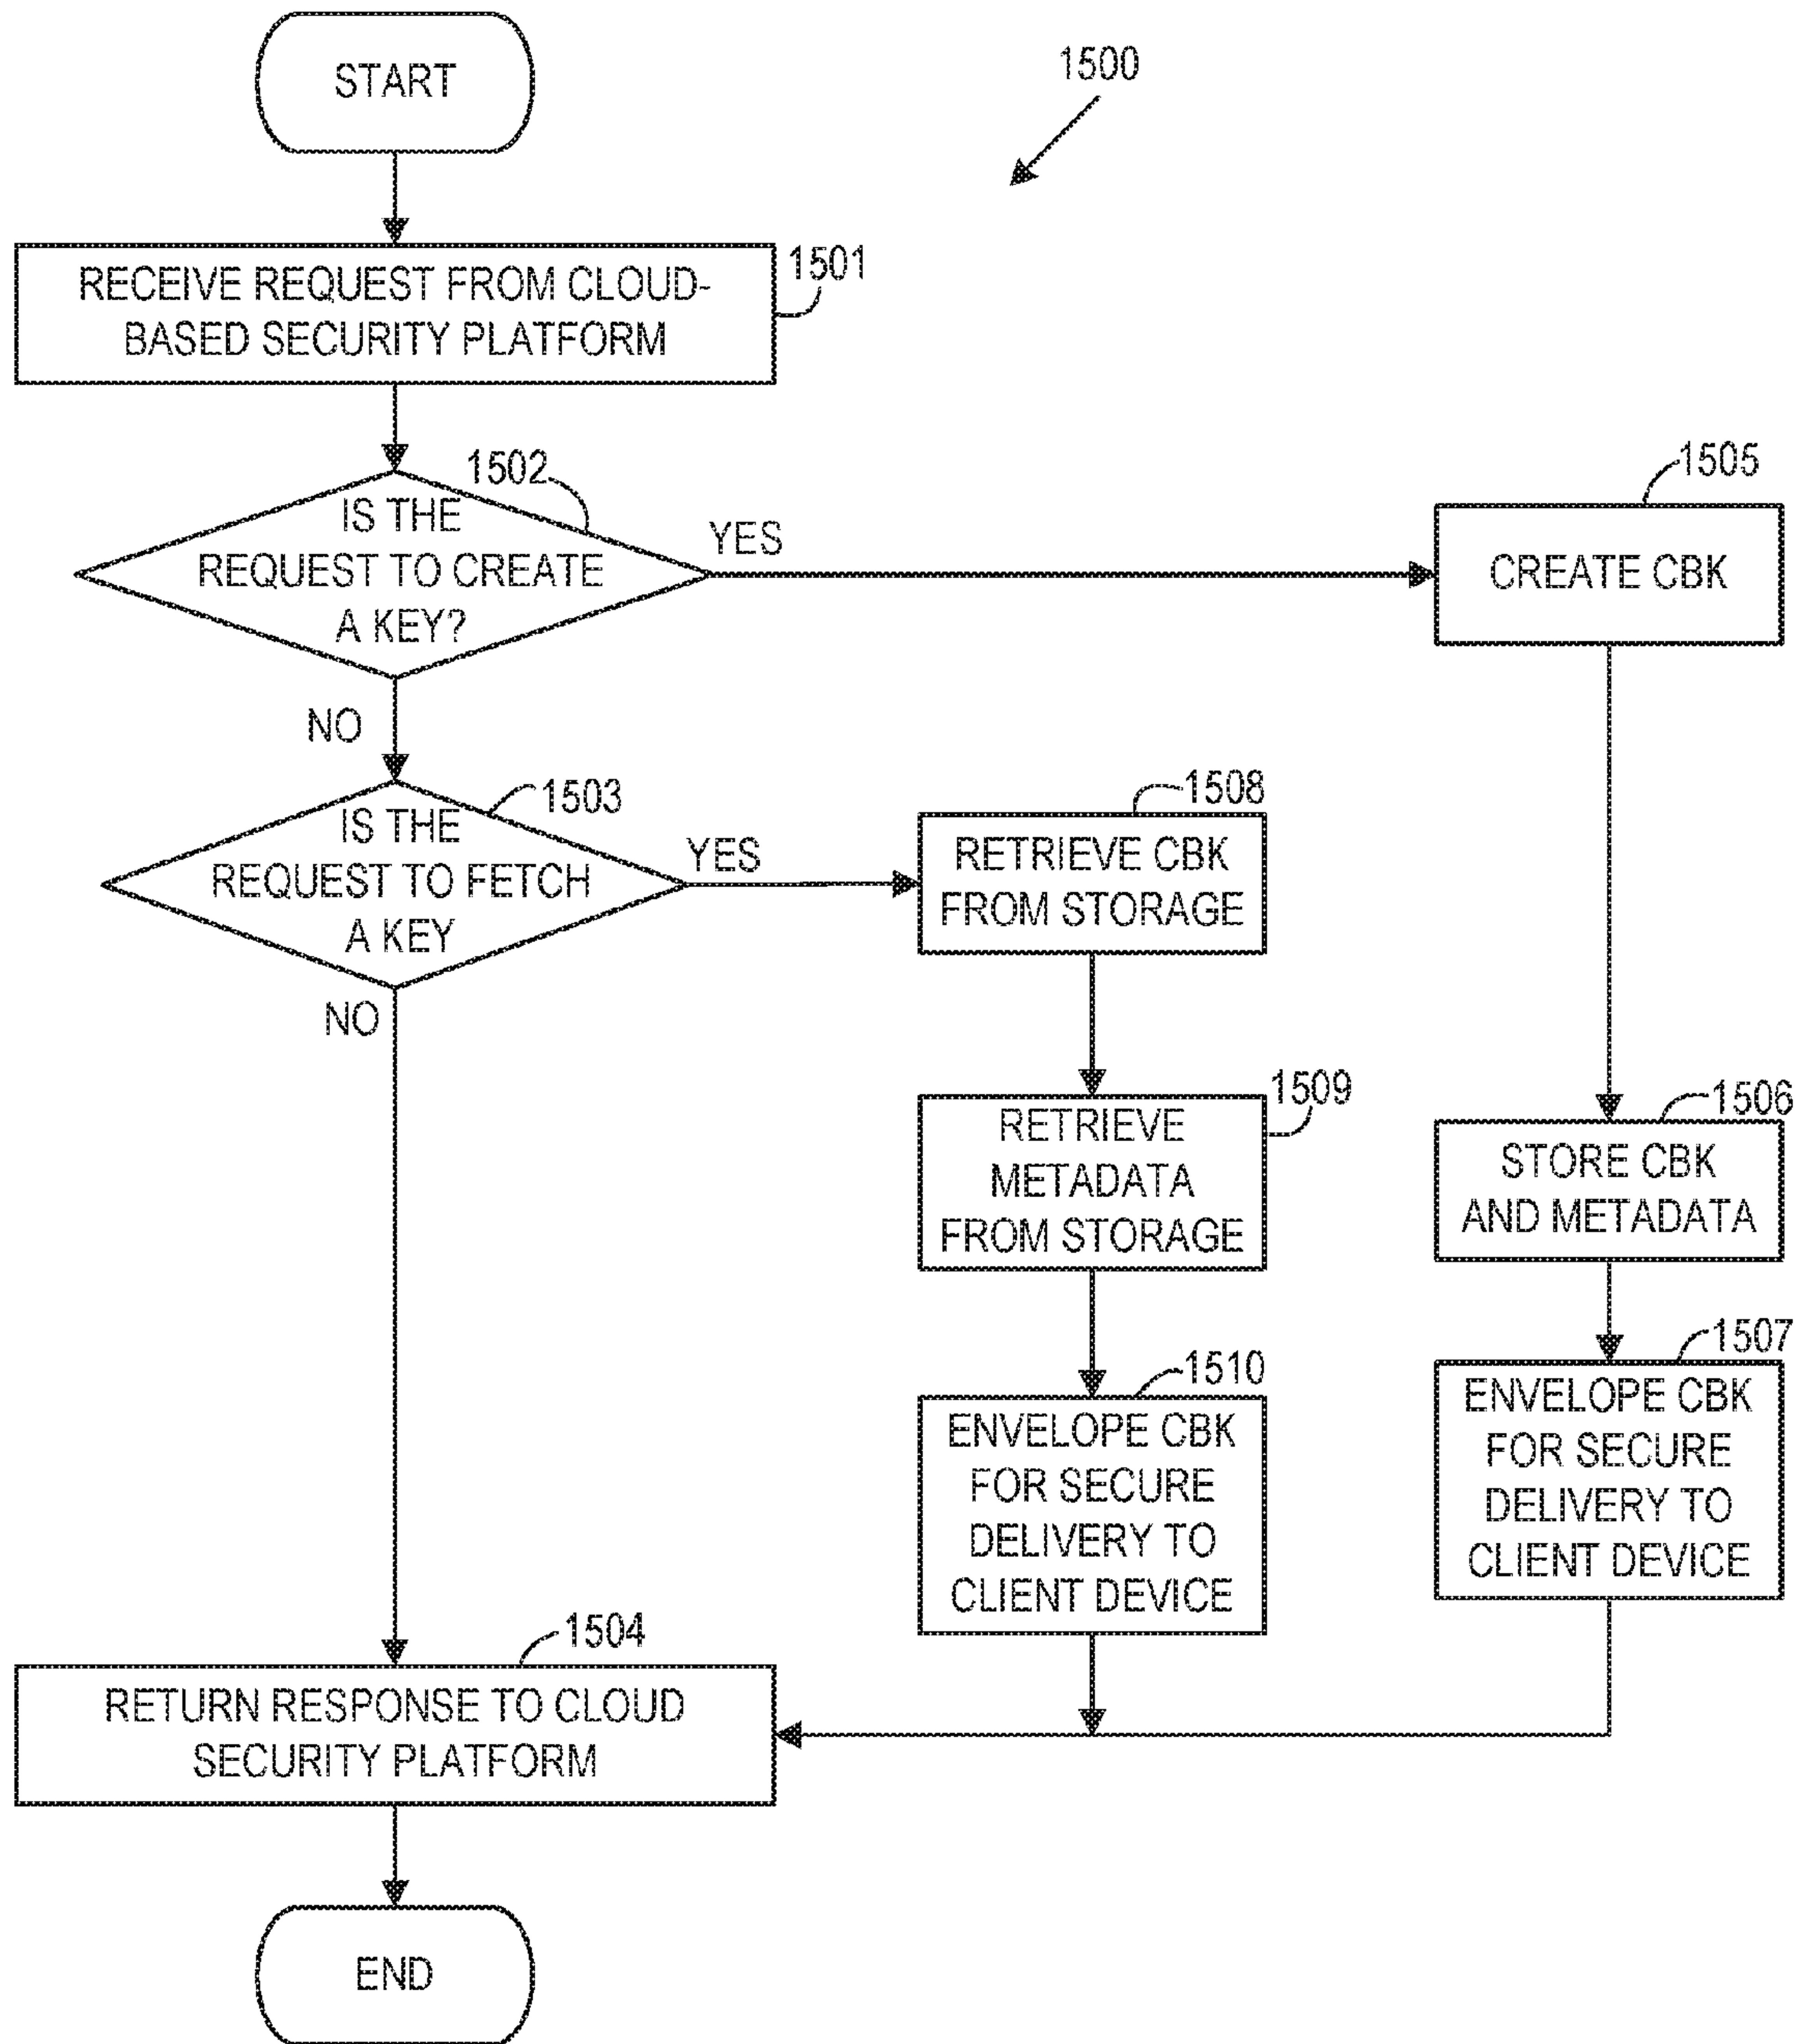 START
1500
RECEIVE REQUEST FROM CLOUD-
BASED SECURITY PLATFORM
1501
1502
IS THE
REQUEST TO CREATE
A KEY?
YES
NO
1505
CREATE CBK
1503
IS THE
REQUEST TO FETCH
A KEY
YES
NO
1508
RETRIEVE CBK
FROM STORAGE
1509
RETRIEVE
METADATA
FROM STORAGE
1506
STORE CBK
AND METADATA
1510
ENVELOPE CBK
FOR SECURE
DELIVERY TO
CLIENT DEVICE
1507
ENVELOPE CBK
FOR SECURE
DELIVERY TO
CLIENT DEVICE
1504
RETURN RESPONSE TO CLOUD
SECURITY PLATFORM
END